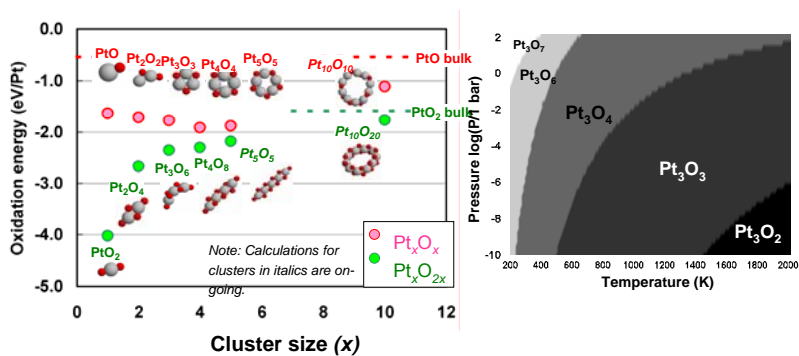 0.0
-1.0
-2.0
-3.0
-4.0
-5.0
Oxidation energy (eV/Pt)
0 2 4 6 8 10 12
Cluster size (x)
PtO
Pt2O2
Pt3O3
Pt4O4
Pt5O5
Pt10O10
PtO bulk
PtO2 bulk
Pt10O20
Pt5O5
Pt4O8
Pt3O6
Pt2O4
PtO2
Note: Calculations for
clusters in italics are on-
going.
PtxOx
PtxO2x
Pressure log(P/1 bar)
2
0
-2
-4
-6
-8
-10
200 400 600 800 1000 1200 1400 1600 1800 2000
Temperature (K)
Pt3O7
Pt3O6
Pt3O4
Pt3O3
Pt3O2